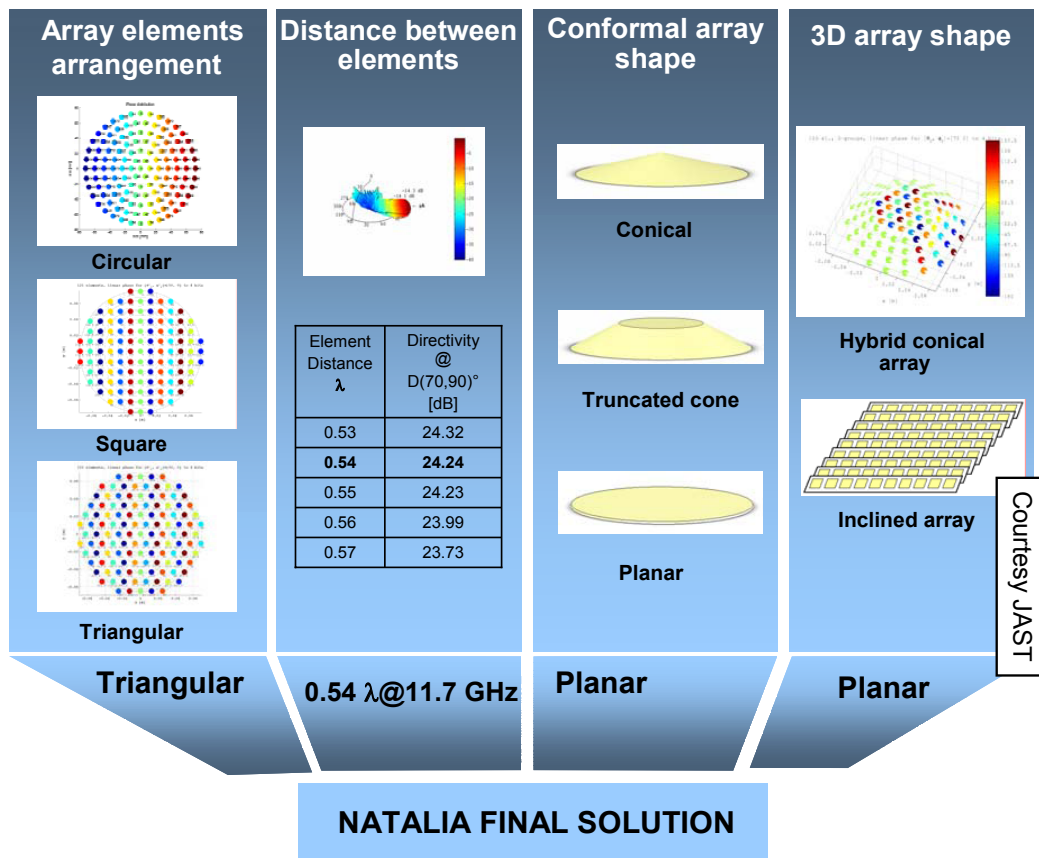 Array elements
arrangement
Circular
Square
Triangular
Triangular
Distance between
elements
Element
Distance
λ
Directivity
@
D(70,90)°
[dB]
0.53 24.32
0.54 24.24
0.55 24.23
0.56 23.99
0.57 23.73
0.54 λ@11.7 GHz
Conformal array
shape
Conical
Truncated cone
Planar
Planar
3D array shape
Hybrid conical
array
Inclined array
Planar
Courtesy JAST
NATALIA FINAL SOLUTION